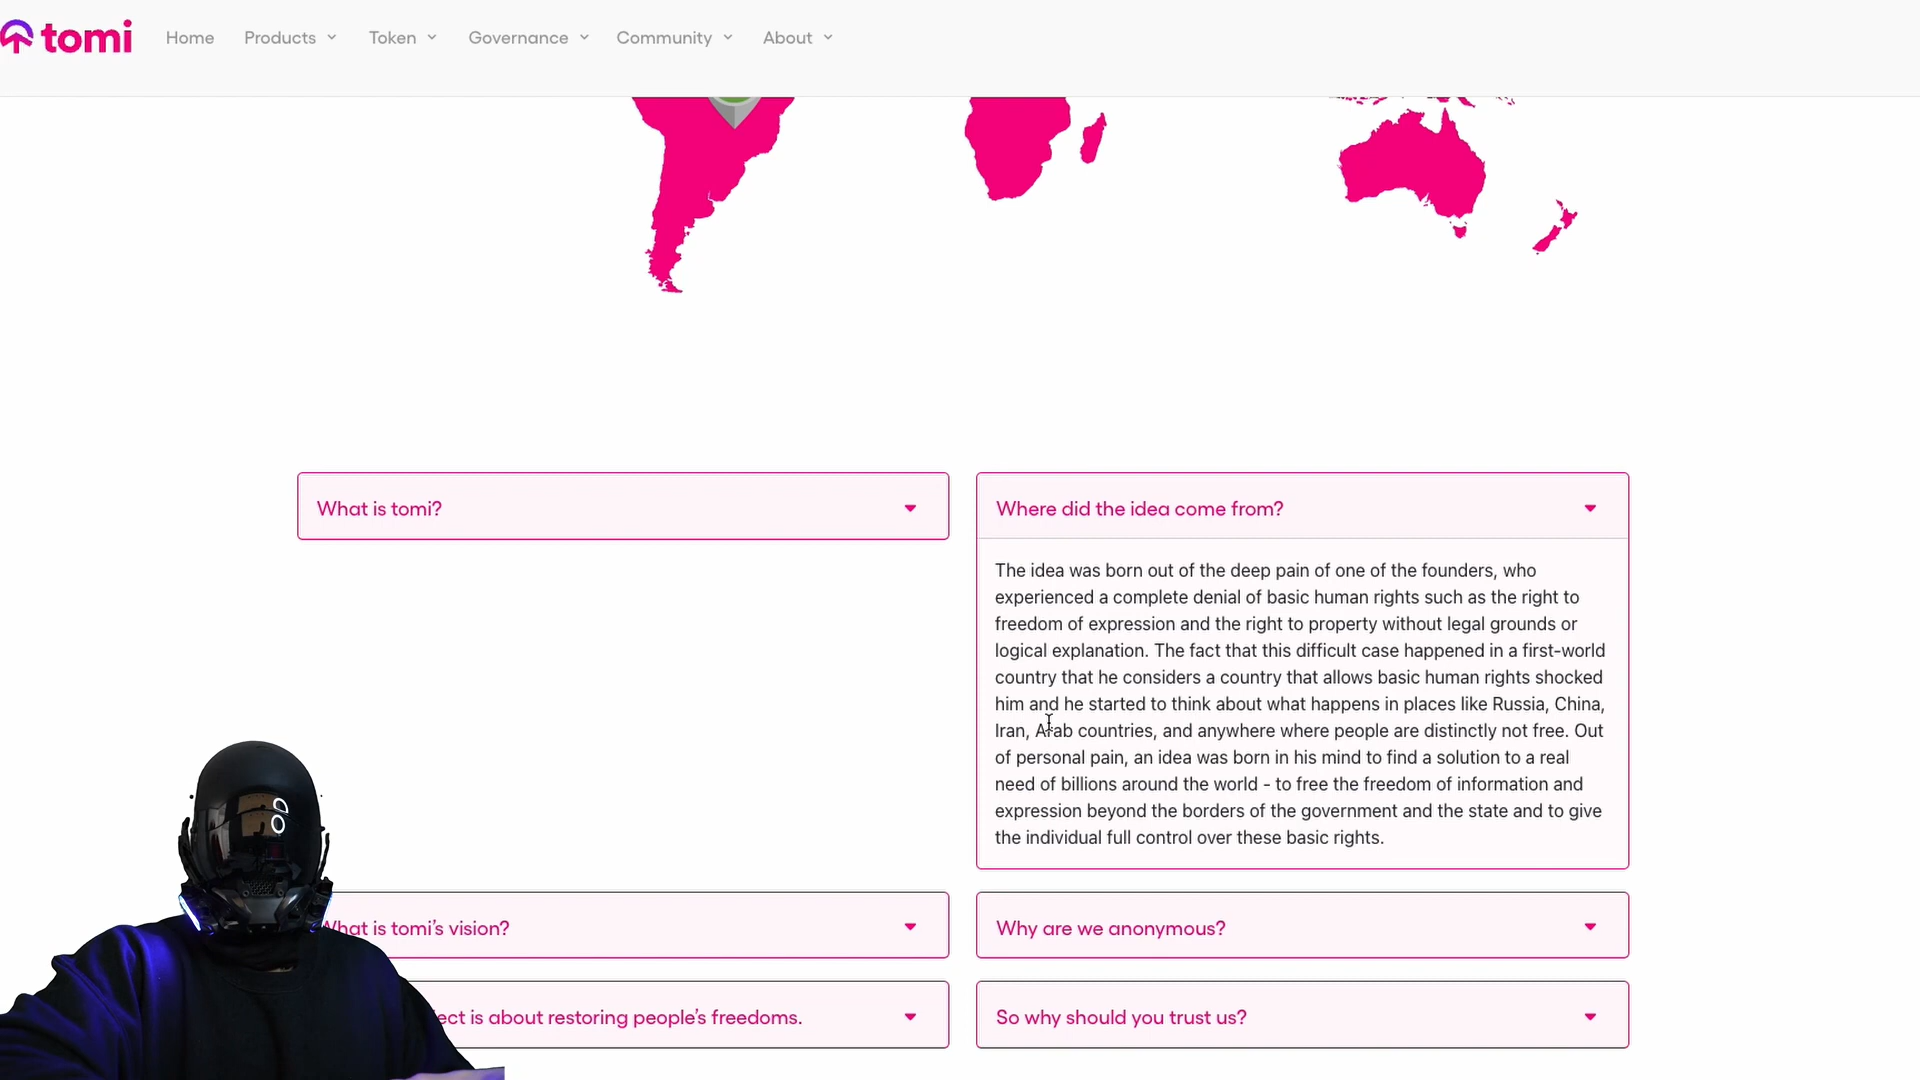 tomi
Home
Products
Token
Governance
Community
About
What is tomi?
Where did the idea come from?
The idea was born out of the deep pain of one of the founders, who
experienced a complete denial of basic human rights such as the right to
freedom of expression and the right to property without legal grounds or
logical explanation. The fact that this difficult case happened in a first-world
country that he considers a country that allows basic human rights shocked
him and he started to think about what happens in places like Russia, China,
Iran, Arab countries, and anywhere where people are distinctly not free. Out
of personal pain, an idea was born in his mind to find a solution to a real
need of billions around the world - to free the freedom of information and
expression beyond the borders of the government and the state and to give
the individual full control over these basic rights.
What is tomi's vision?
Why are we anonymous?
is about restoring people's freedoms.
So why should you trust us?